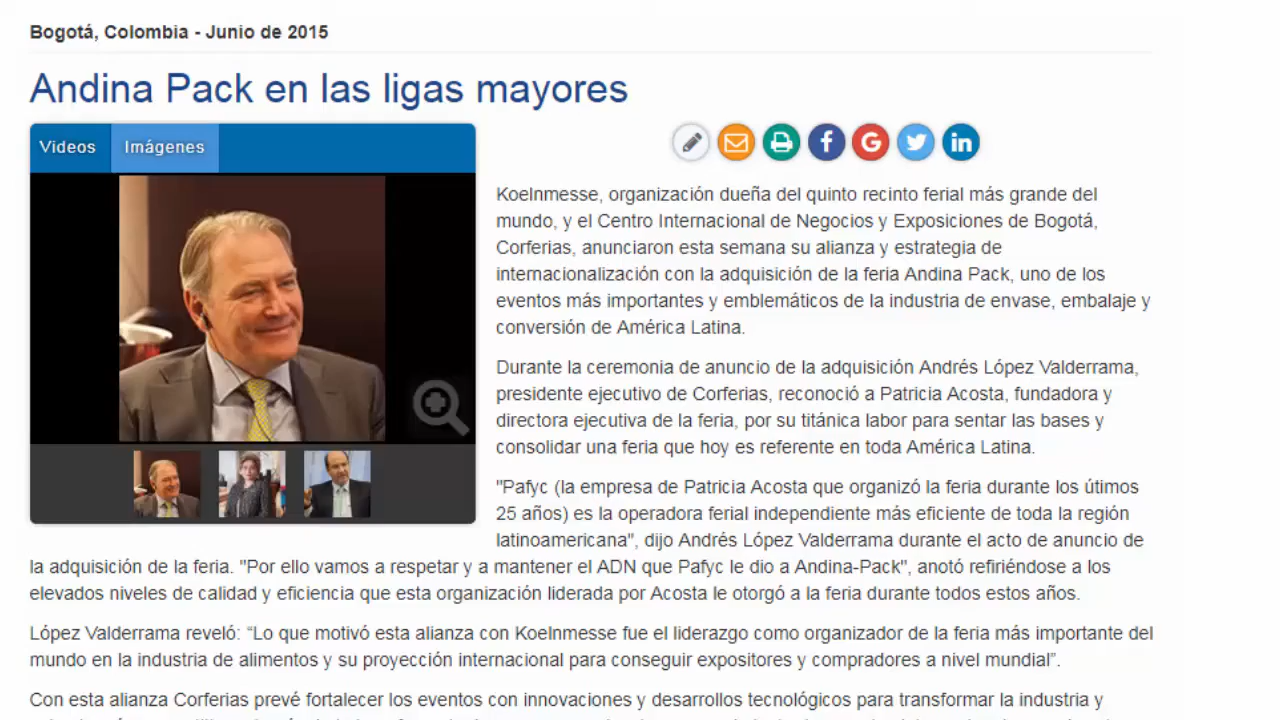 Bogotá, Colombia - Junio de 2015
Andina Pack en las ligas mayores
Videos
Imágenes
Koelnmesse, organización dueña del quinto recinto ferial más grande del
mundo, y el Centro Internacional de Negocios y Exposiciones de Bogotá,
Corferias, anunciaron esta semana su alianza y estrategia de
internacionalización con la adquisición de la feria Andina Pack, uno de los
eventos más importantes y emblemáticos de la industria de envase, embalaje y
conversión de América Latina.
Durante la ceremonia de anuncio de la adquisición Andrés López Valderrama,
presidente ejecutivo de Corferias, reconoció a Patricia Acosta, fundadora y
directora ejecutiva de la feria, por su titánica labor para sentar las bases y
consolidar una feria que hoy es referente en toda América Latina.
"Pafyc (la empresa de Patricia Acosta que organizó la feria durante los útimos
25 años) es la operadora ferial independiente más eficiente de toda la región
latinoamericana", dijo Andrés López Valderrama durante el acto de anuncio de
la adquisición de la feria. "Por ello vamos a respetar y a mantener el ADN que Pafyc le dio a Andina-Pack", anotó refiriéndose a los
elevados niveles de calidad y eficiencia que esta organización liderada por Acosta le otorgó a la feria durante todos estos años.
López Valderrama reveló: “Lo que motivó esta alianza con Koelnmesse fue el liderazgo como organizador de la feria más importante del
mundo en la industria de alimentos y su proyección internacional para conseguir expositores y compradores a nivel mundial”.
Con esta alianza Corferias prevé fortalecer los eventos con innovaciones y desarrollos tecnológicos para transformar la industria y